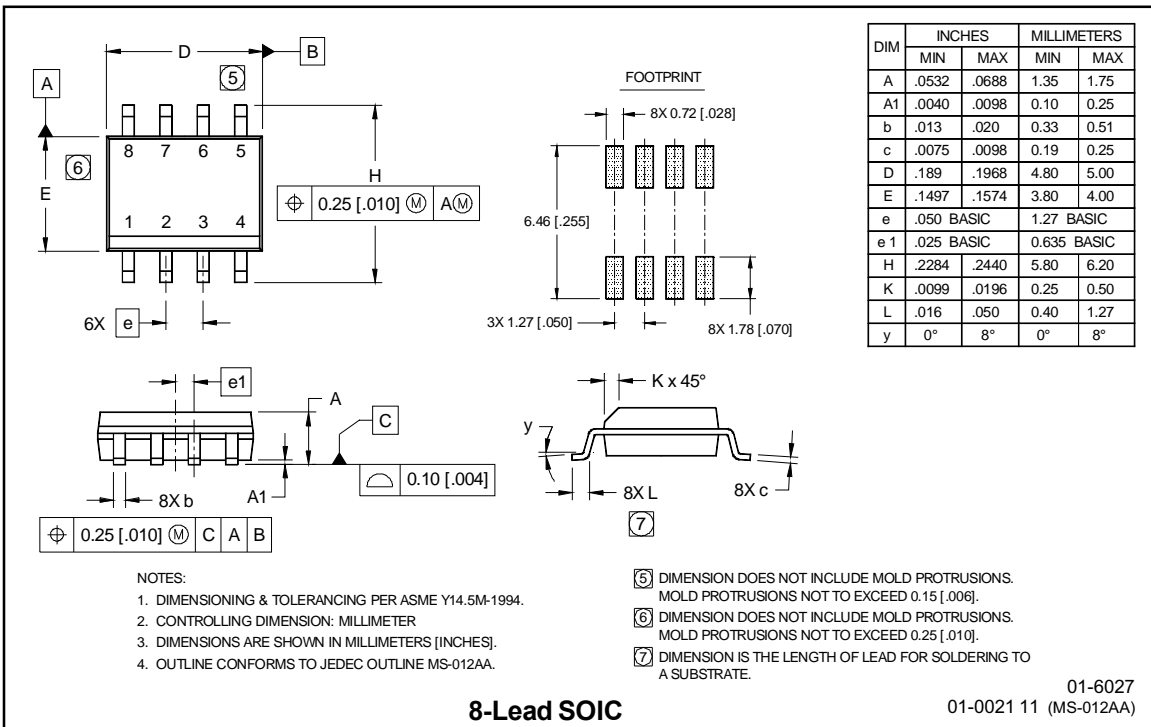 D
B
5
A
8 7 6 5
6
E
H
⌖ 0.25 [.010] Ⓜ A Ⓜ
1 2 3 4
6X e
FOOTPRINT
8X 0.72 [.028]
6.46 [.255]
3X 1.27 [.050]
8X 1.78 [.070]
DIM INCHES MILLIMETERS
MIN MAX MIN MAX
A .0532 .0688 1.35 1.75
A1 .0040 .0098 0.10 0.25
b .013 .020 0.33 0.51
c .0075 .0098 0.19 0.25
D .189 .1968 4.80 5.00
E .1497 .1574 3.80 4.00
e .050 BASIC 1.27 BASIC
e 1 .025 BASIC 0.635 BASIC
H .2284 .2440 5.80 6.20
K .0099 .0196 0.25 0.50
L .016 .050 0.40 1.27
y 0° 8° 0° 8°
e1
A
C
0.10 [.004]
8X b
A1
⌖ 0.25 [.010] Ⓜ C A B
K x 45°
y
8X L
8X c
7
NOTES:
1. DIMENSIONING & TOLERANCING PER ASME Y14.5M-1994.
2. CONTROLLING DIMENSION: MILLIMETER
3. DIMENSIONS ARE SHOWN IN MILLIMETERS [INCHES].
4. OUTLINE CONFORMS TO JEDEC OUTLINE MS-012AA.
5 DIMENSION DOES NOT INCLUDE MOLD PROTRUSIONS.
MOLD PROTRUSIONS NOT TO EXCEED 0.15 [.006].
6 DIMENSION DOES NOT INCLUDE MOLD PROTRUSIONS.
MOLD PROTRUSIONS NOT TO EXCEED 0.25 [.010].
7 DIMENSION IS THE LENGTH OF LEAD FOR SOLDERING TO
A SUBSTRATE.
8-Lead SOIC
01-6027
01-0021 11 (MS-012AA)